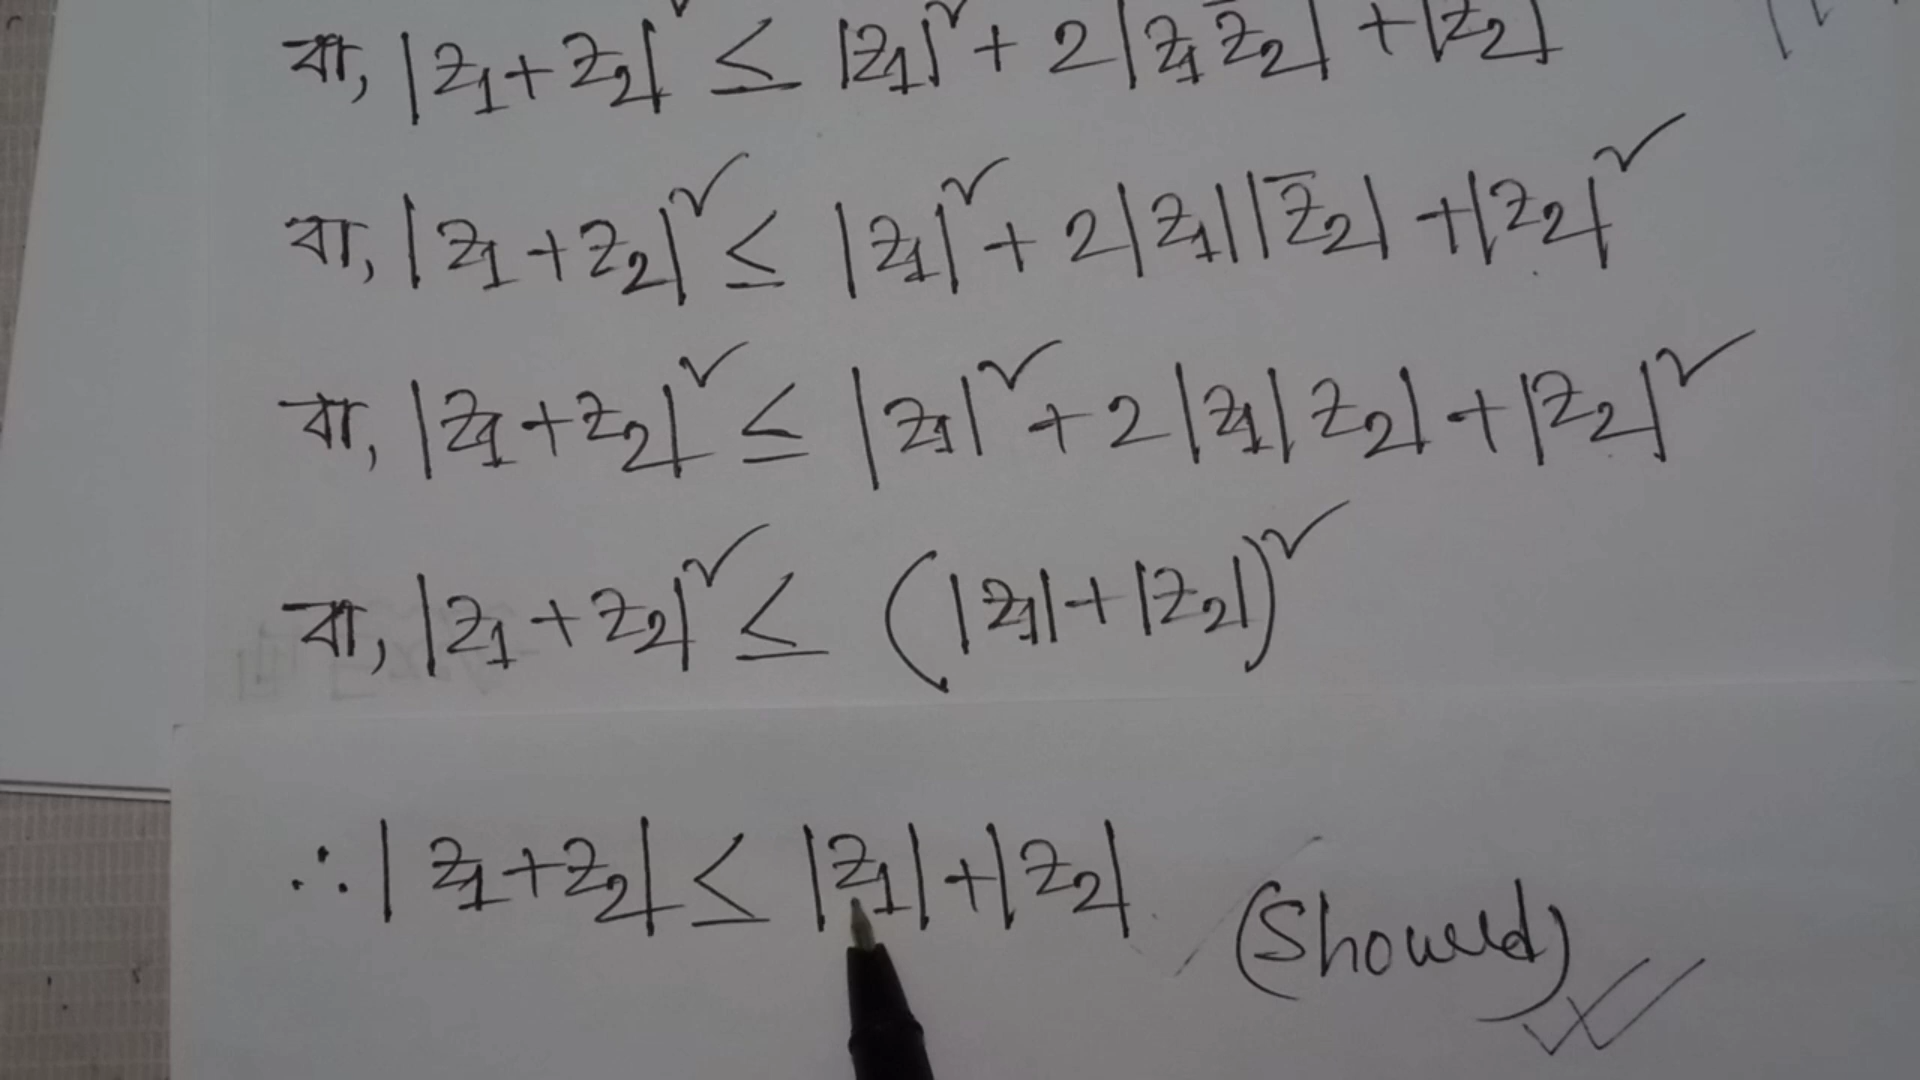 বা, |z₁+z₂|² ≤ |z₁|² + 2|z₁z̄₂| + |z₂|
বা, |z₁+z₂|² ≤ |z₁|² + 2|z₁||z̄₂| + |z₂|²
বা, |z₁+z₂|² ≤ |z₁|² + 2|z₁|z₂| + |z₂|²
বা, |z₁+z₂|² ≤ (|z₁|+|z₂|)²
∴ |z₁+z₂| ≤ |z₁|+|z₂| (Showed)